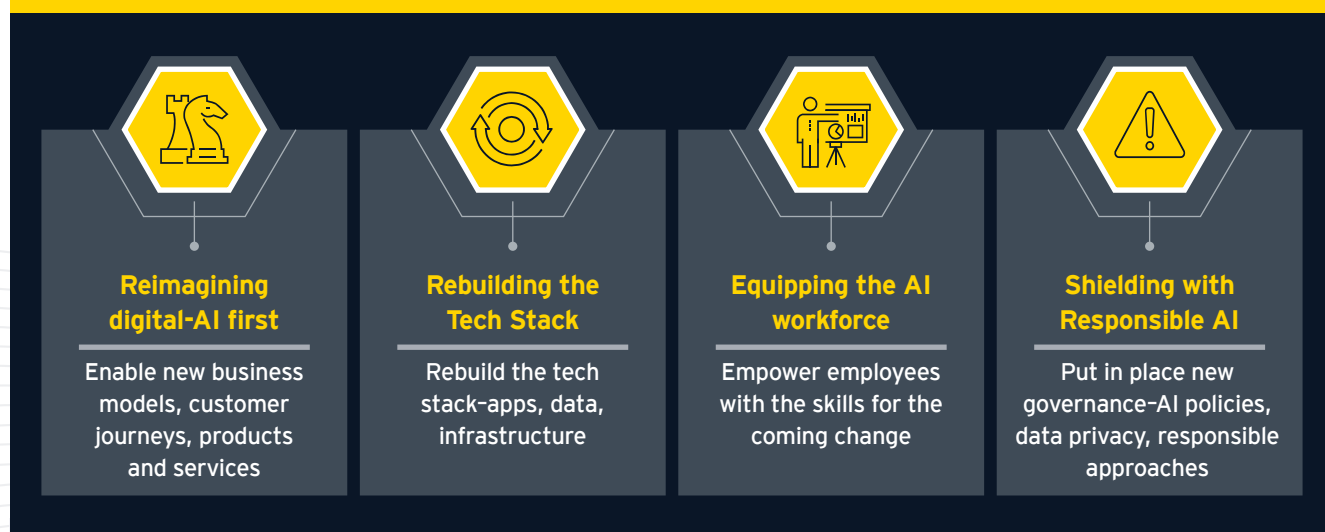 Reimagining
digital-AI first
Enable new business
models, customer
journeys, products
and services
Rebuilding the
Tech Stack
Rebuild the tech
stack–apps, data,
infrastructure
Equipping the AI
workforce
Empower employees
with the skills for the
coming change
Shielding with
Responsible AI
Put in place new
governance–AI policies,
data privacy, responsible
approaches